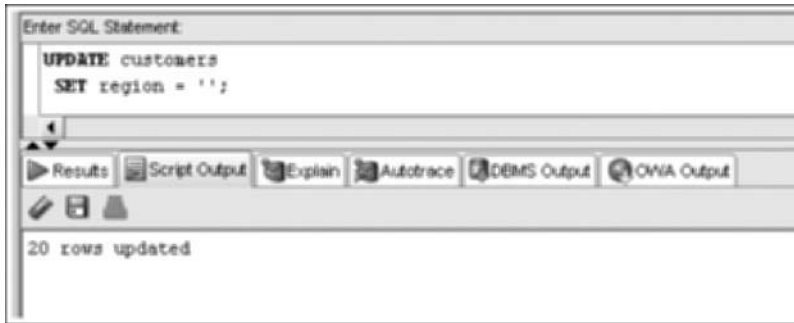 Enter SQL Statement:
UPDATE customers
SET region = '';
Results Script Output Explain Autotrace DBMS Output OWA Output
20 rows updated